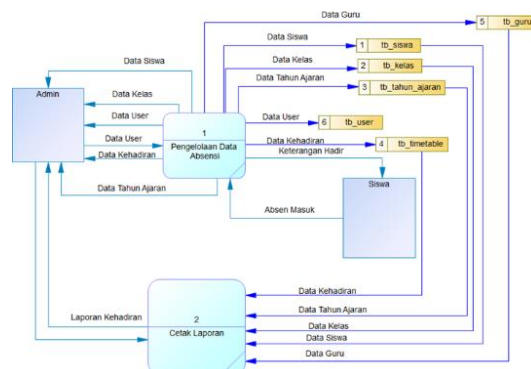 Data Guru
5 tb_guru
Data Siswa
Data Siswa
1 tb_siswa
Data Kelas
2 tb_kelas
Admin
Data Kelas
Data Tahun Ajaran
3 tb_tahun_ajaran
Data User
Data User
6 tb_user
1
Data User
Pengelolaan Data
Absensi
Data Kehadiran
4 tb_timetable
Data Kehadiran
Keterangan Hadir
Siswa
Data Tahun Ajaran
Absen Masuk
Data Kehadiran
Data Tahun Ajaran
Laporan Kehadiran
2
Cetak Laporan
Data Kelas
Data Siswa
Data Guru